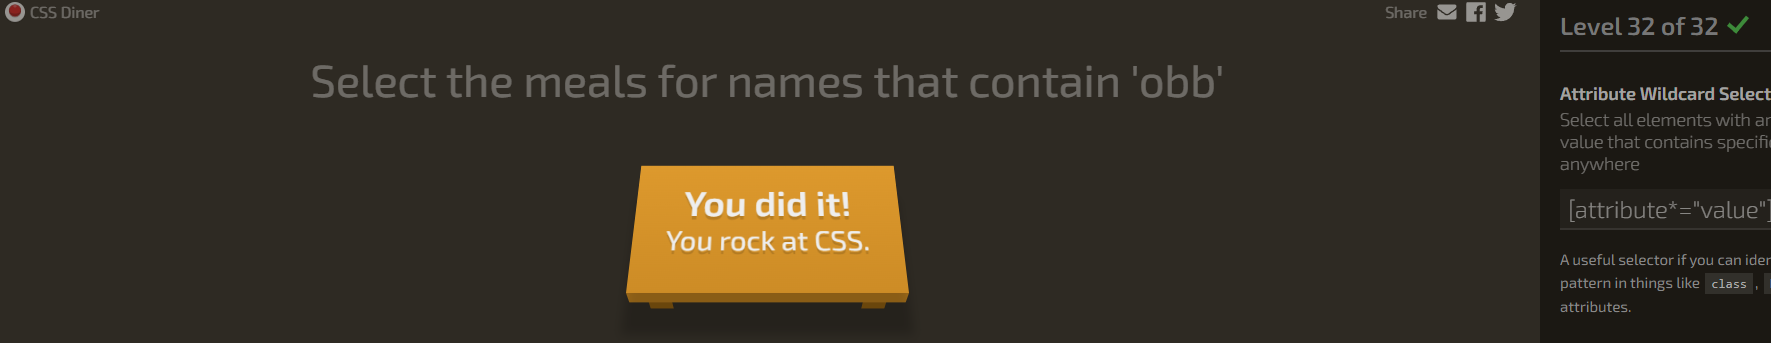 CSS Diner
Share
Select the meals for names that contain 'obb'
You did it!
You rock at CSS.
Level 32 of 32
Attribute Wildcard Select
Select all elements with an
value that contains specific
anywhere
[attribute*="value"]
A useful selector if you can iden
pattern in things like class ,
attributes.